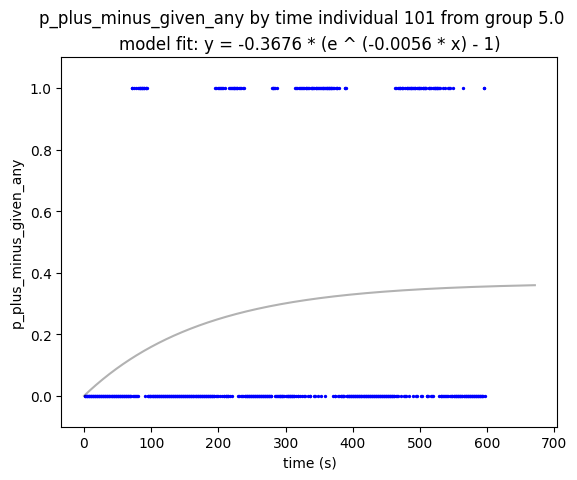 p_plus_minus_given_any by time individual 101 from group 5.0
model fit: y = -0.3676 * (e ^ (-0.0056 * x) - 1)
1.0
0.8
0.6
0.4
0.2
0.0
p_plus_minus_given_any
0 100 200 300 400 500 600 700
time (s)